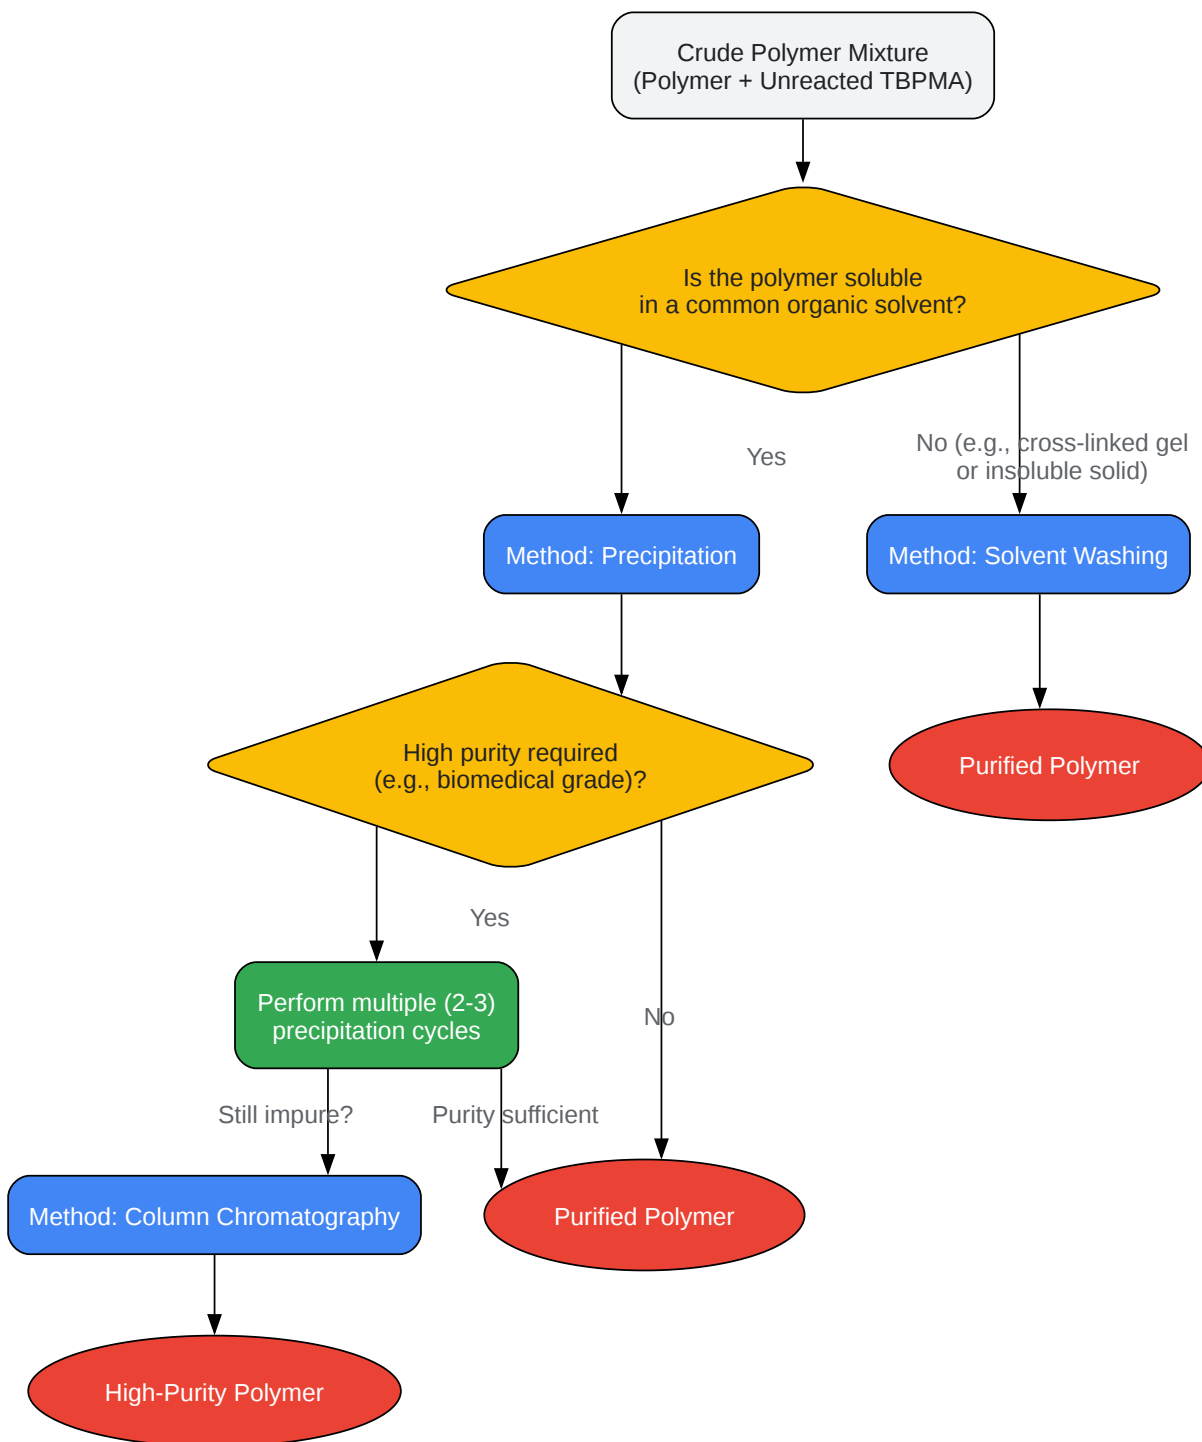 Crude Polymer Mixture
(Polymer + Unreacted TBPMA)
Is the polymer soluble
in a common organic solvent?
Yes
No (e.g., cross-linked gel
or insoluble solid)
Method: Precipitation
Method: Solvent Washing
High purity required
(e.g., biomedical grade)?
Purified Polymer
Yes
Perform multiple (2-3)
precipitation cycles
No
Still impure?
Purity sufficient
Method: Column Chromatography
Purified Polymer
High-Purity Polymer